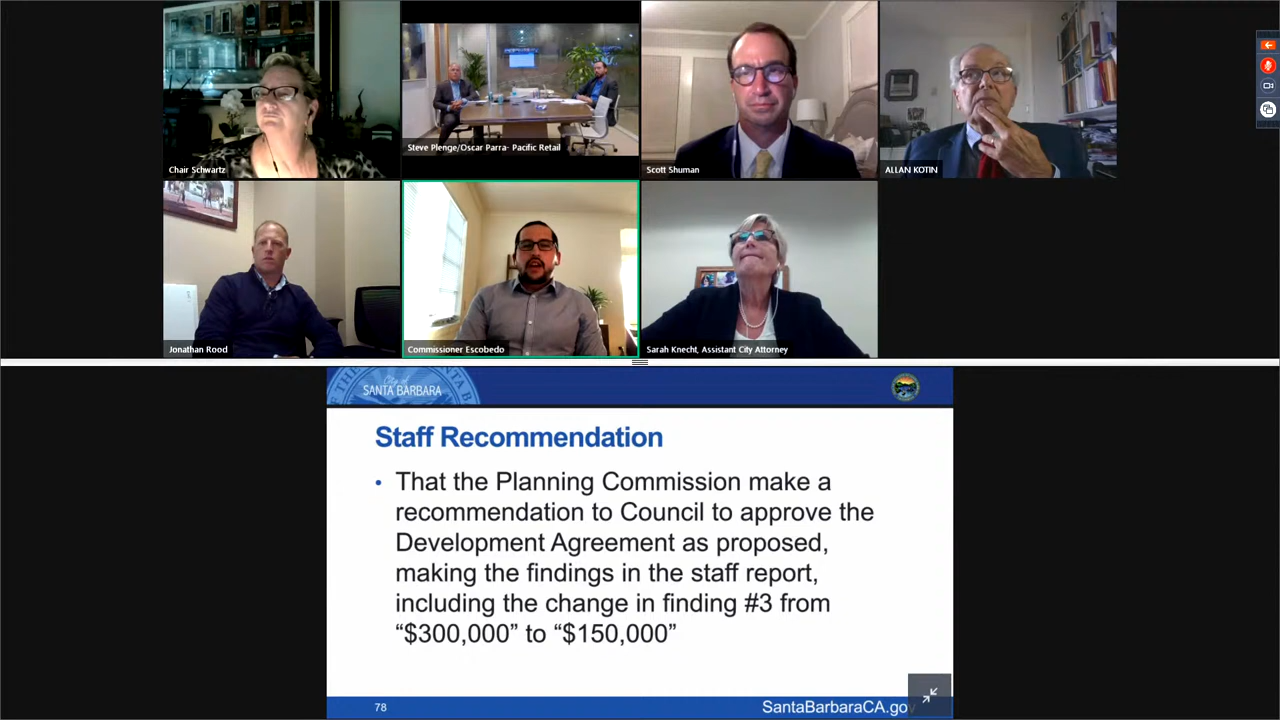 Chair Schwartz
Steve Plenge/Oscar Parra- Pacific Retail
Scott Shuman
ALLAN KOTIN
Jonathan Rood
Commissioner Escobedo
Sarah Knecht, Assistant City Attorney
City of
SANTA BARBARA
Staff Recommendation
• That the Planning Commission make a
recommendation to Council to approve the
Development Agreement as proposed,
making the findings in the staff report,
including the change in finding #3 from
“$300,000” to “$150,000”
78
SantaBarbaraCA.gov